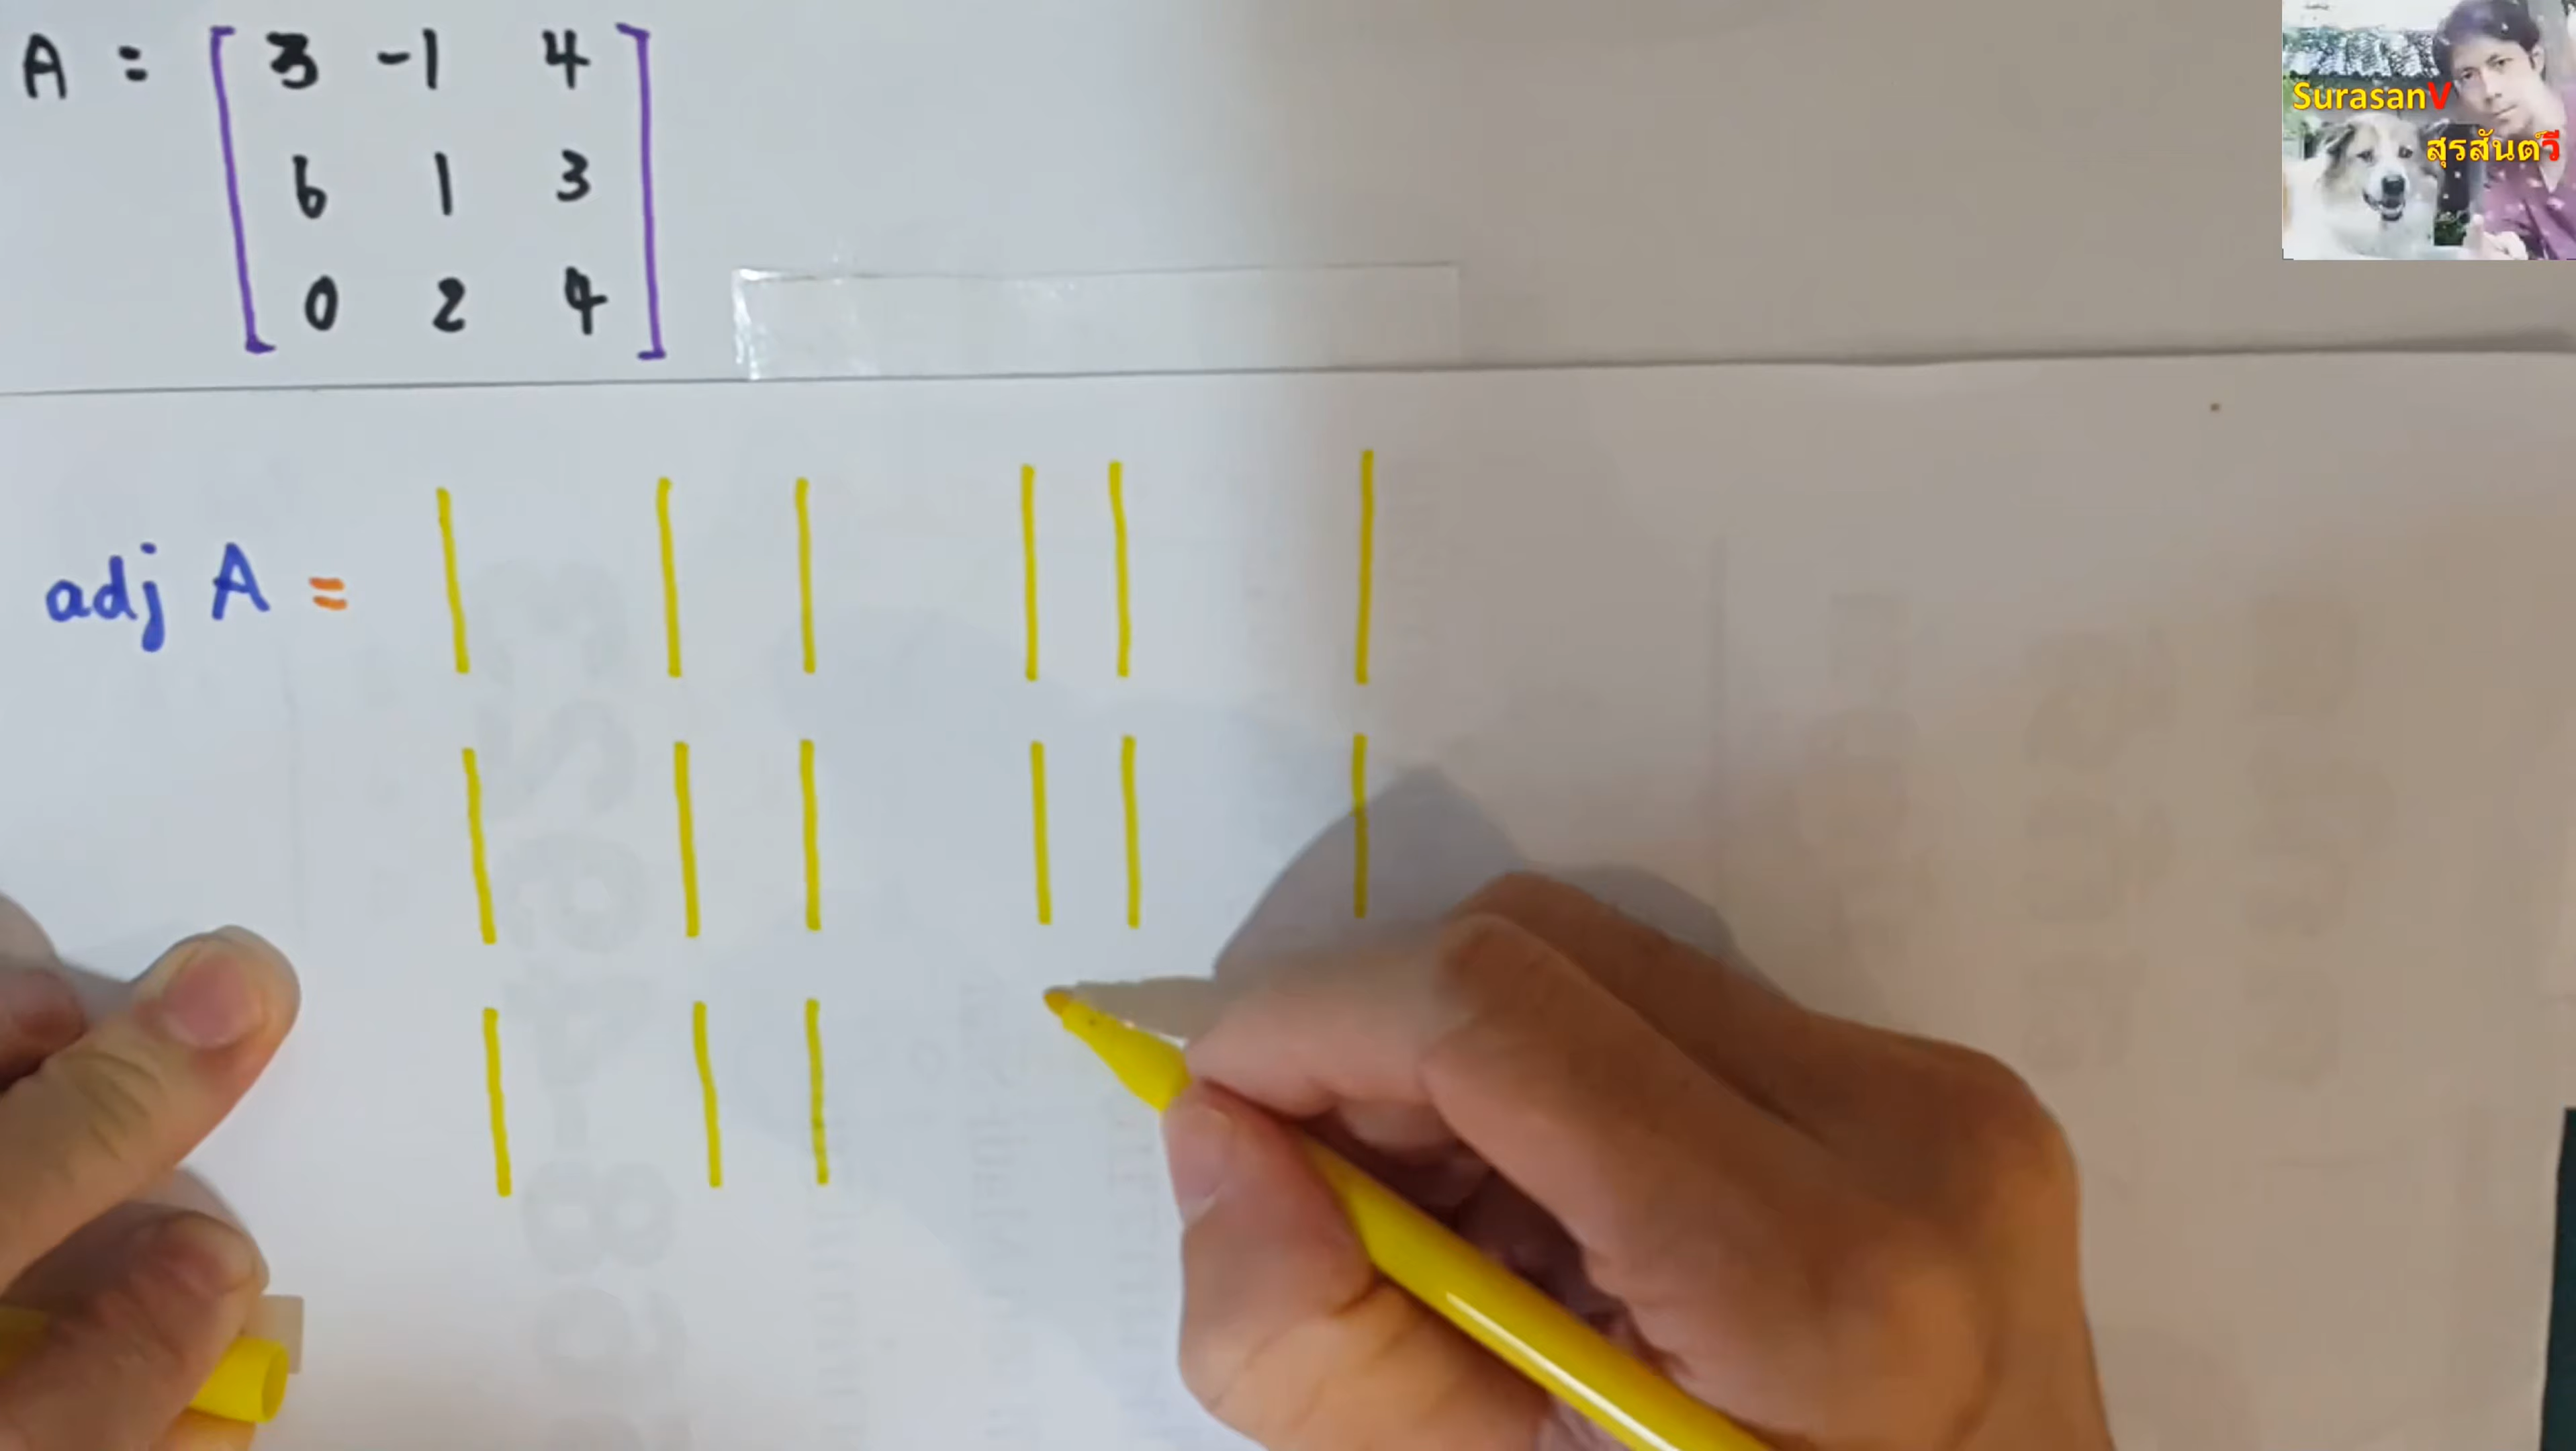 A = [ 3 -1 4
6 1 3
0 2 4 ]
adj A =
SurasanV
สุรสันต์วี